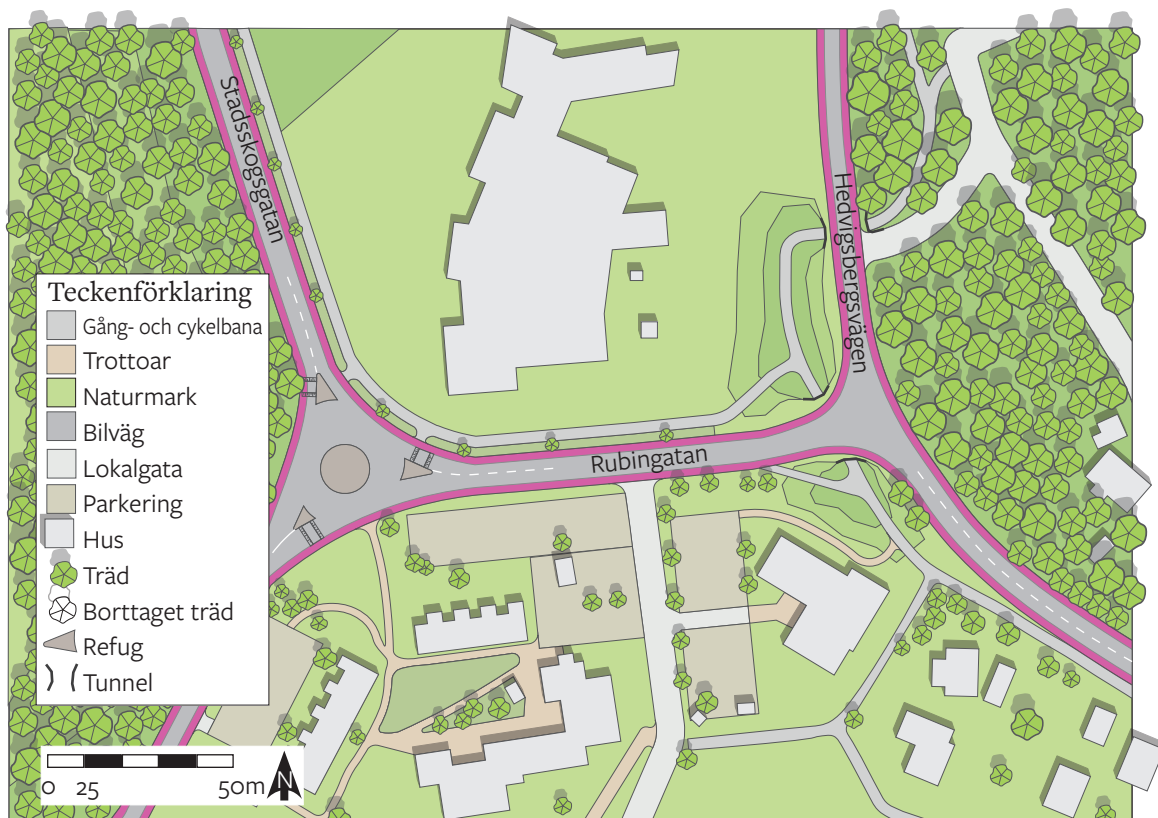 Stadsskogsgatan
Hedvigsbergsvägen
Rubingatan
Teckenförklaring
Gång- och cykelbana
Trottoar
Naturmark
Bilväg
Lokalgata
Parkering
Hus
Träd
Borttaget träd
Refug
Tunnel
0 25 50m
N